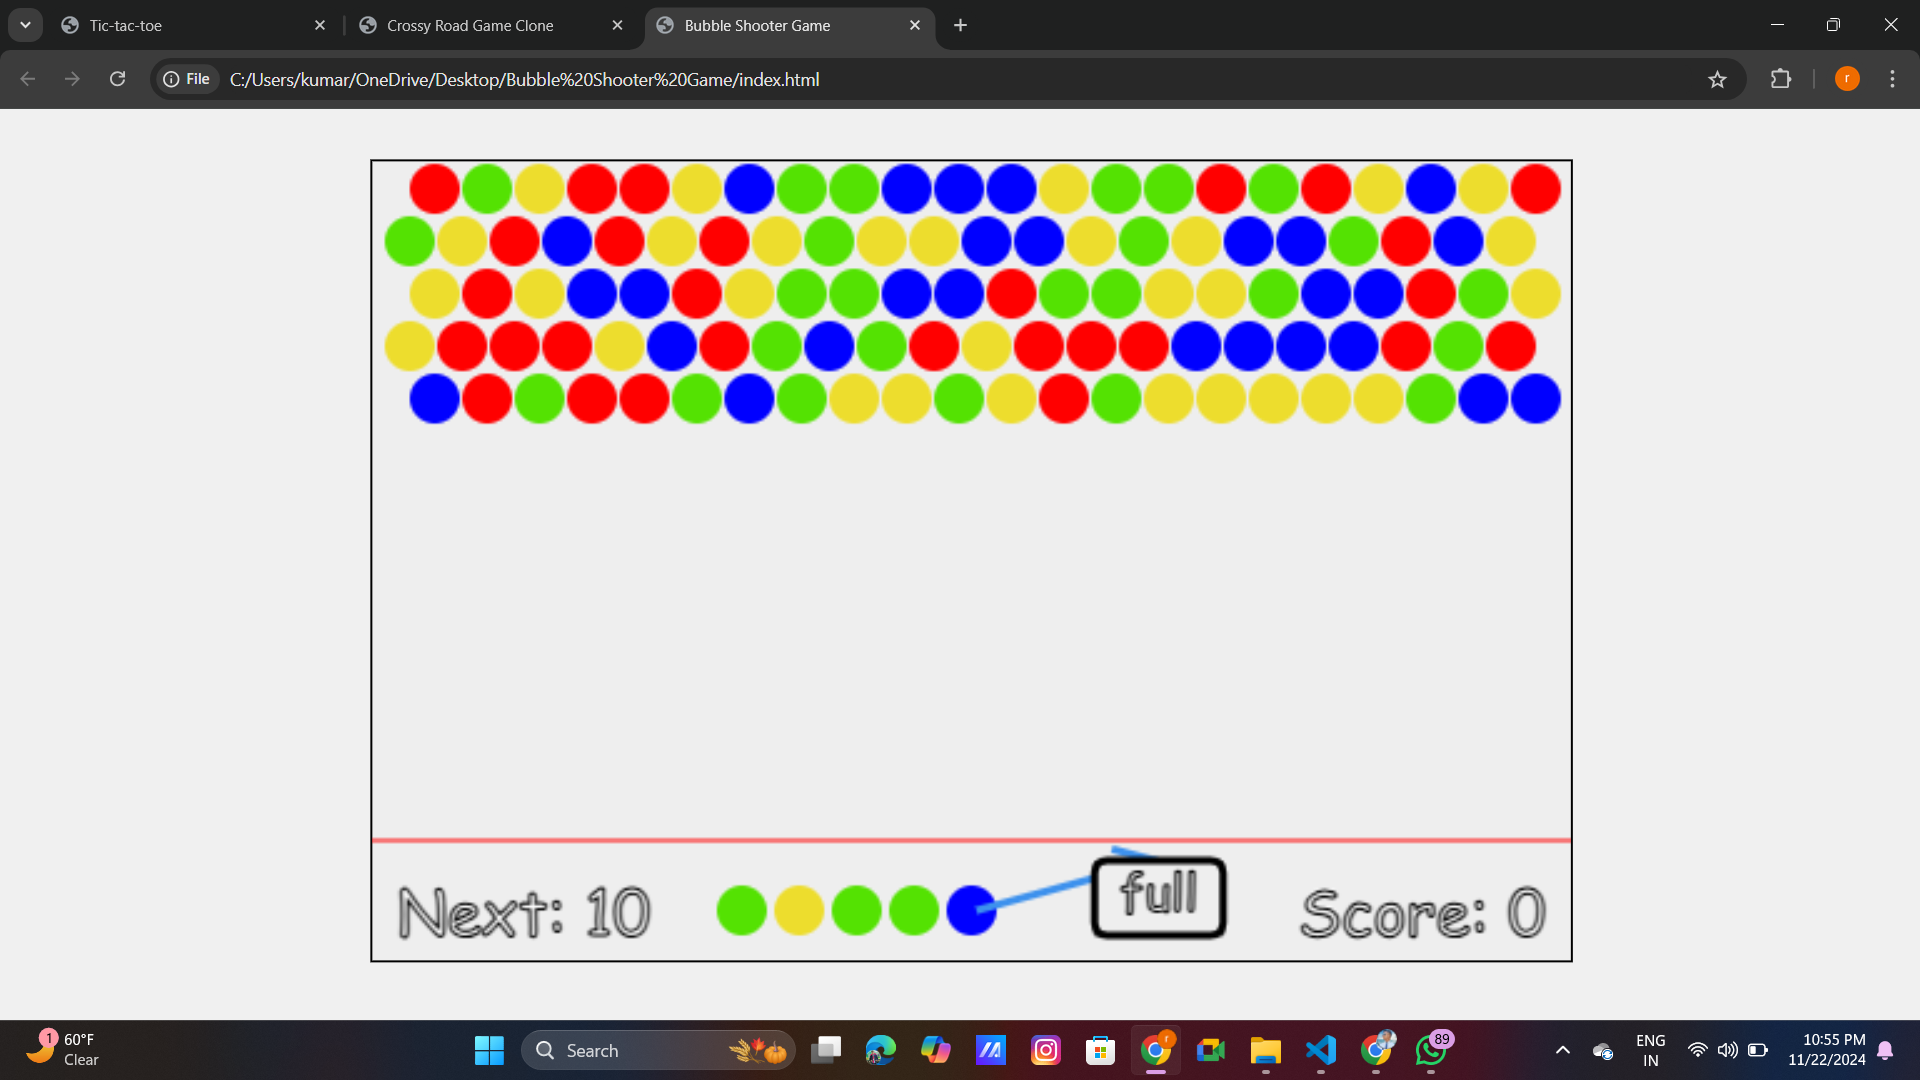 Tic-tac-toe
Crossy Road Game Clone
Bubble Shooter Game
File
C:/Users/kumar/OneDrive/Desktop/Bubble%20Shooter%20Game/index.html
r
Next: 10
full
Score: 0
1
60°F
Clear
Search
r
89
ENG
IN
10:55 PM
11/22/2024